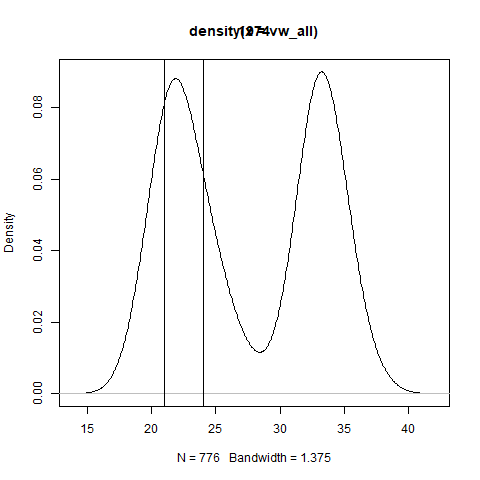 density(x = vw_all)
1974
0.08
0.06
0.04
0.02
0.00
Density
15 20 25 30 35 40
N = 776 Bandwidth = 1.375